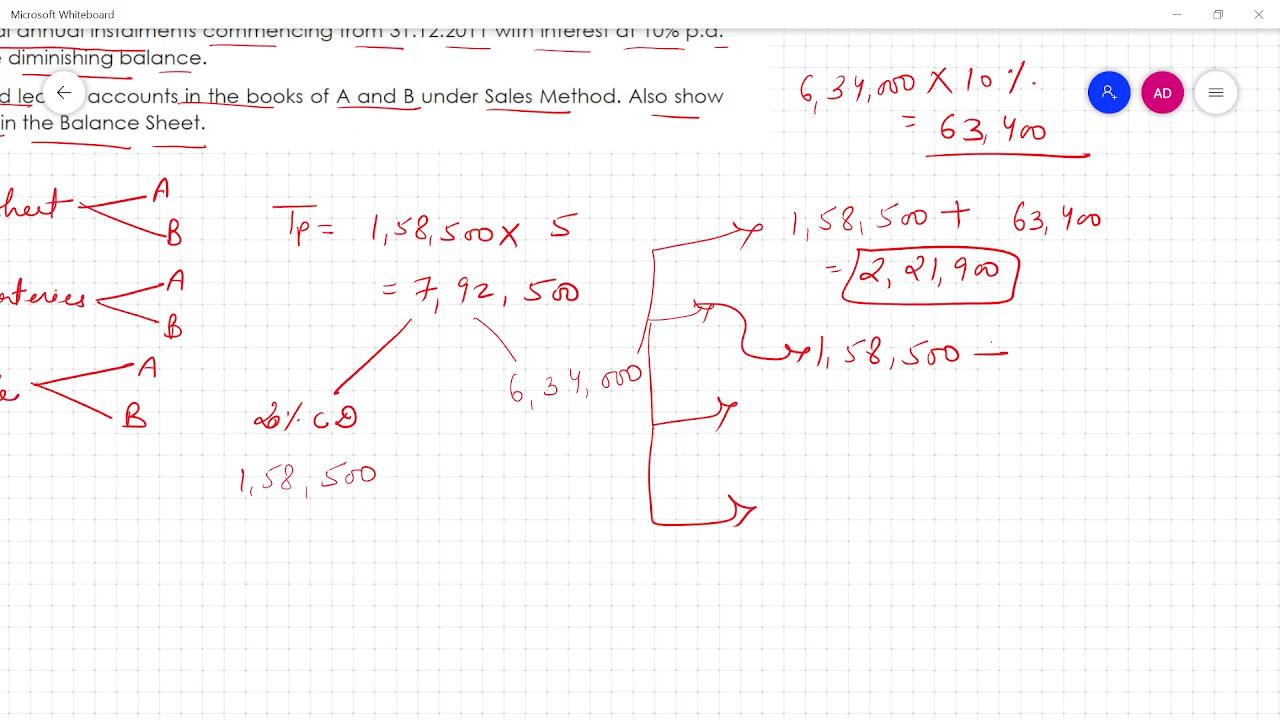 Microsoft Whiteboard
al annual instalments commencing from 31.12.2011 with interest at 10% p.a.
diminishing balance.
accounts in the books of A and B under Sales Method. Also show
in the Balance Sheet.
AD
6,34,000 X 10%.
= 63,400
A
B
Tp = 1,58,500 X 5
= 7,92,500
1,58,500 + 63,400
= 2,21,900
A
B
6,34,000
1,58,500
A
B
20% CD
1,58,500